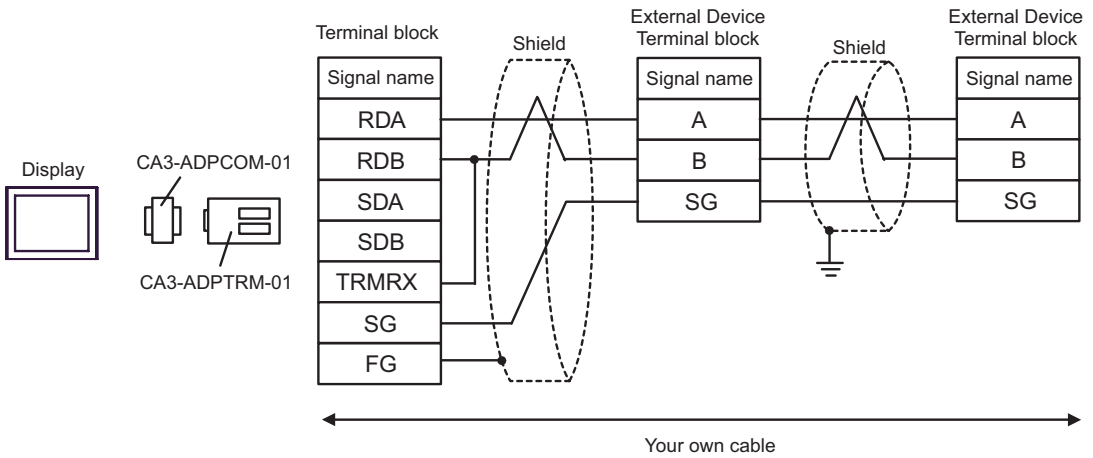 Display
CA3-ADPCOM-01
CA3-ADPTRM-01
Terminal block
Signal name
RDA
RDB
SDA
SDB
TRMRX
SG
FG
Shield
External Device
Terminal block
Signal name
A
B
SG
Shield
External Device
Terminal block
Signal name
A
B
SG
Your own cable